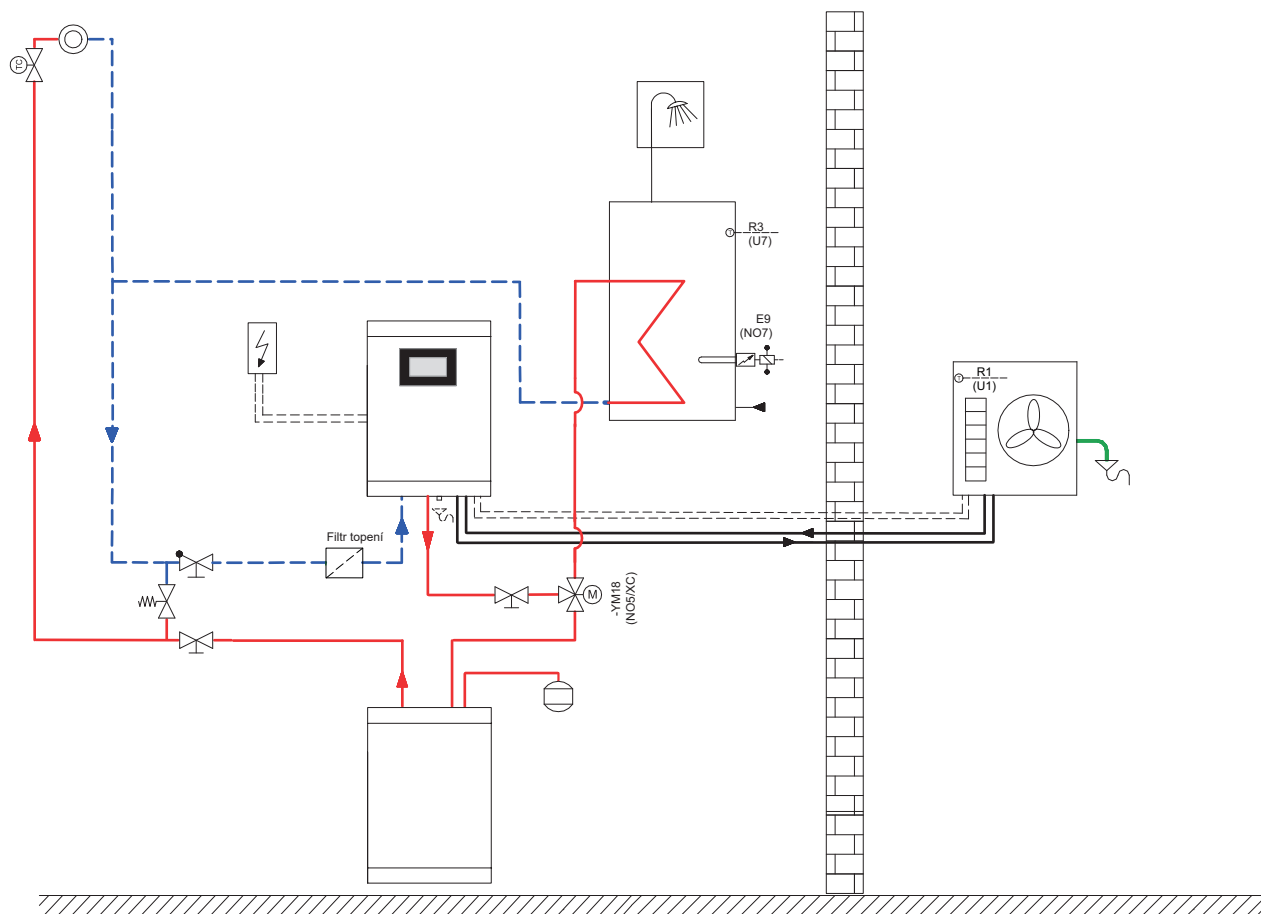 TC
R3
(U7)
E9
(NO7)
T
R1
(U1)
T
Filtr topení
M
-YM18
(NO5/XC)